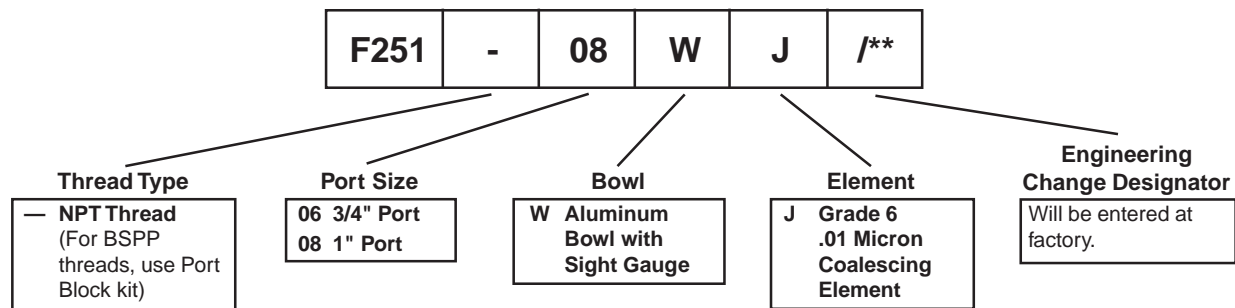 F251 - 08 W J /**
Thread Type
— NPT Thread
(For BSPP
threads, use Port
Block kit)
Port Size
06 3/4" Port
08 1" Port
Bowl
W Aluminum
Bowl with
Sight Gauge
Element
J Grade 6
.01 Micron
Coalescing
Element
Engineering
Change Designator
Will be entered at
factory.